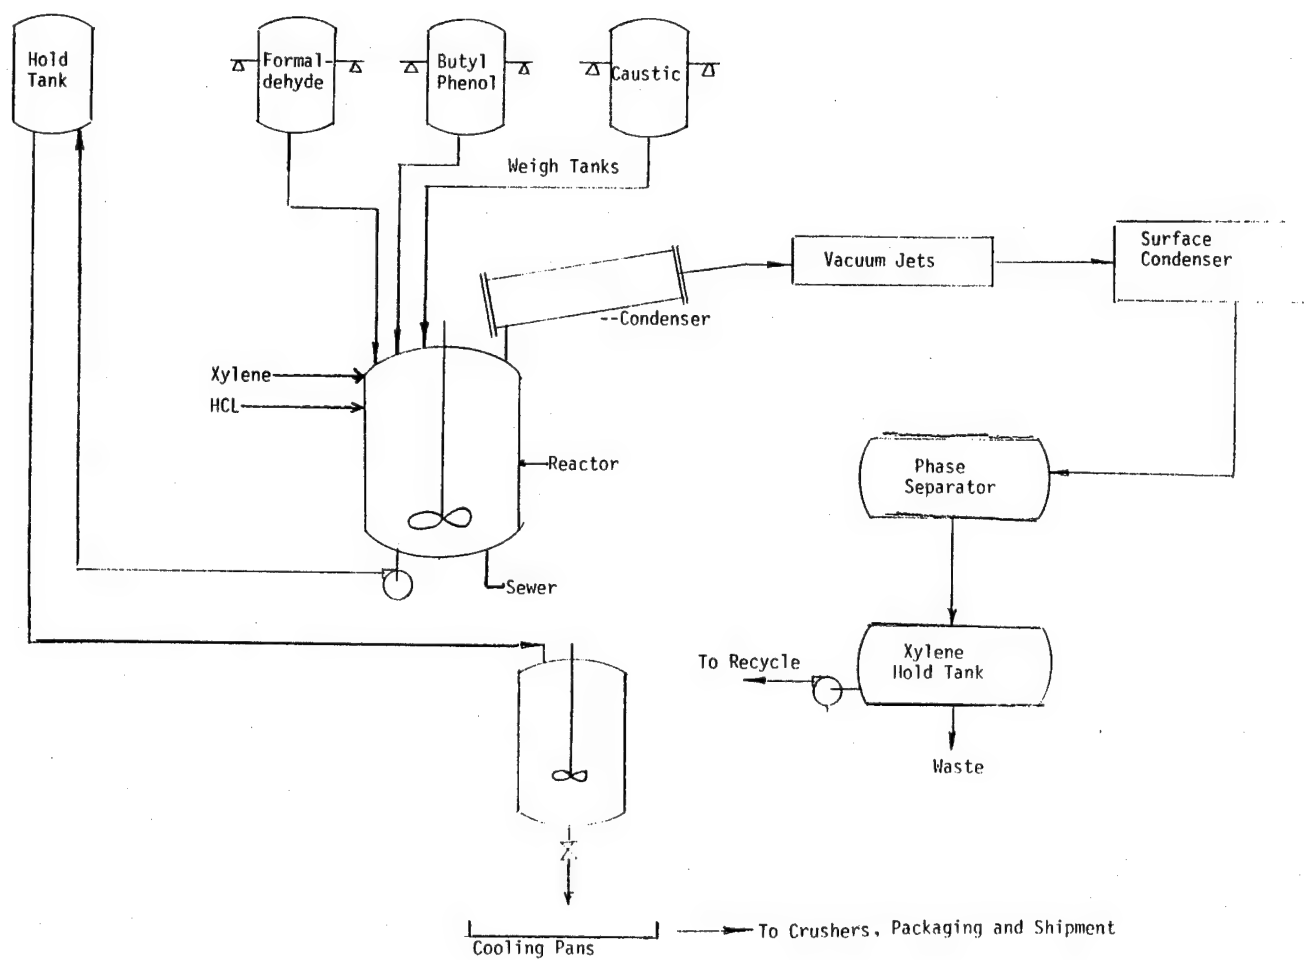 Hold
Tank
Formal-
dehyde
Butyl
Phenol
Caustic
Weigh Tanks
Surface
Condenser
Vacuum Jets
--Condenser
Xylene
HCL
Reactor
Phase
Separator
Sewer
Xylene
Hold Tank
To Recycle
Waste
To Crushers, Packaging and Shipment
Cooling Pans